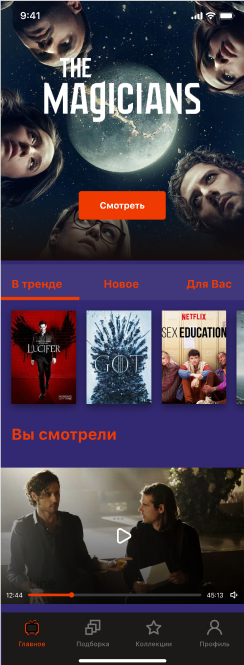 9:41
THE
MAGICIANS
Смотреть
В тренде Новое Для Вас
LUCIFER
GOT
NETFLIX
SEX EDUCATION
Вы смотрели
12:44 45:13
Главное Подборка Коллекции Профиль